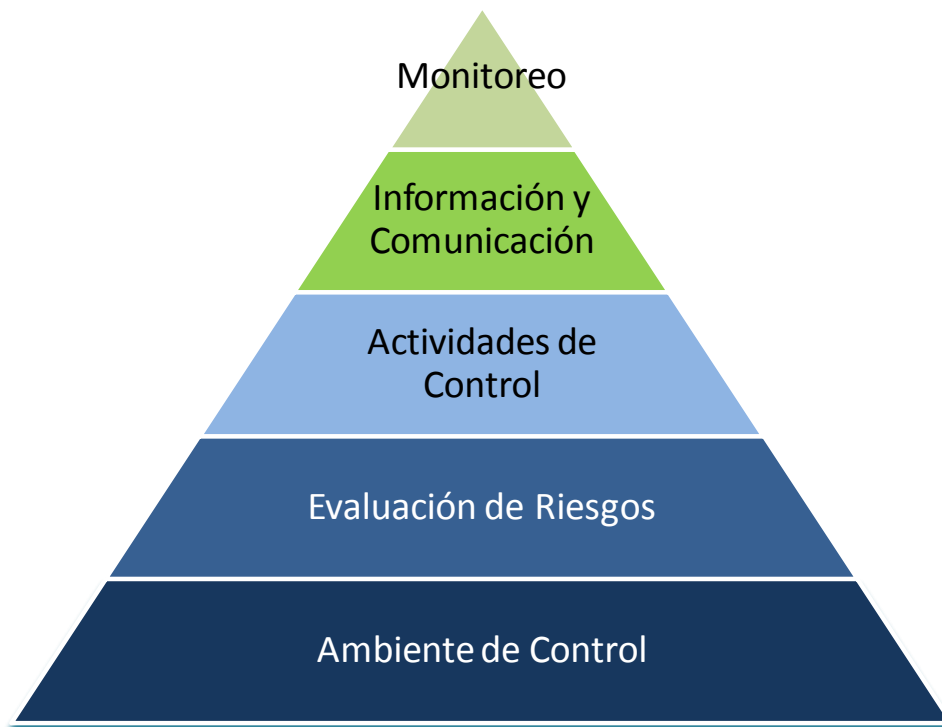 Monitoreo
Información y
Comunicación
Actividades de
Control
Evaluación de Riesgos
Ambiente de Control